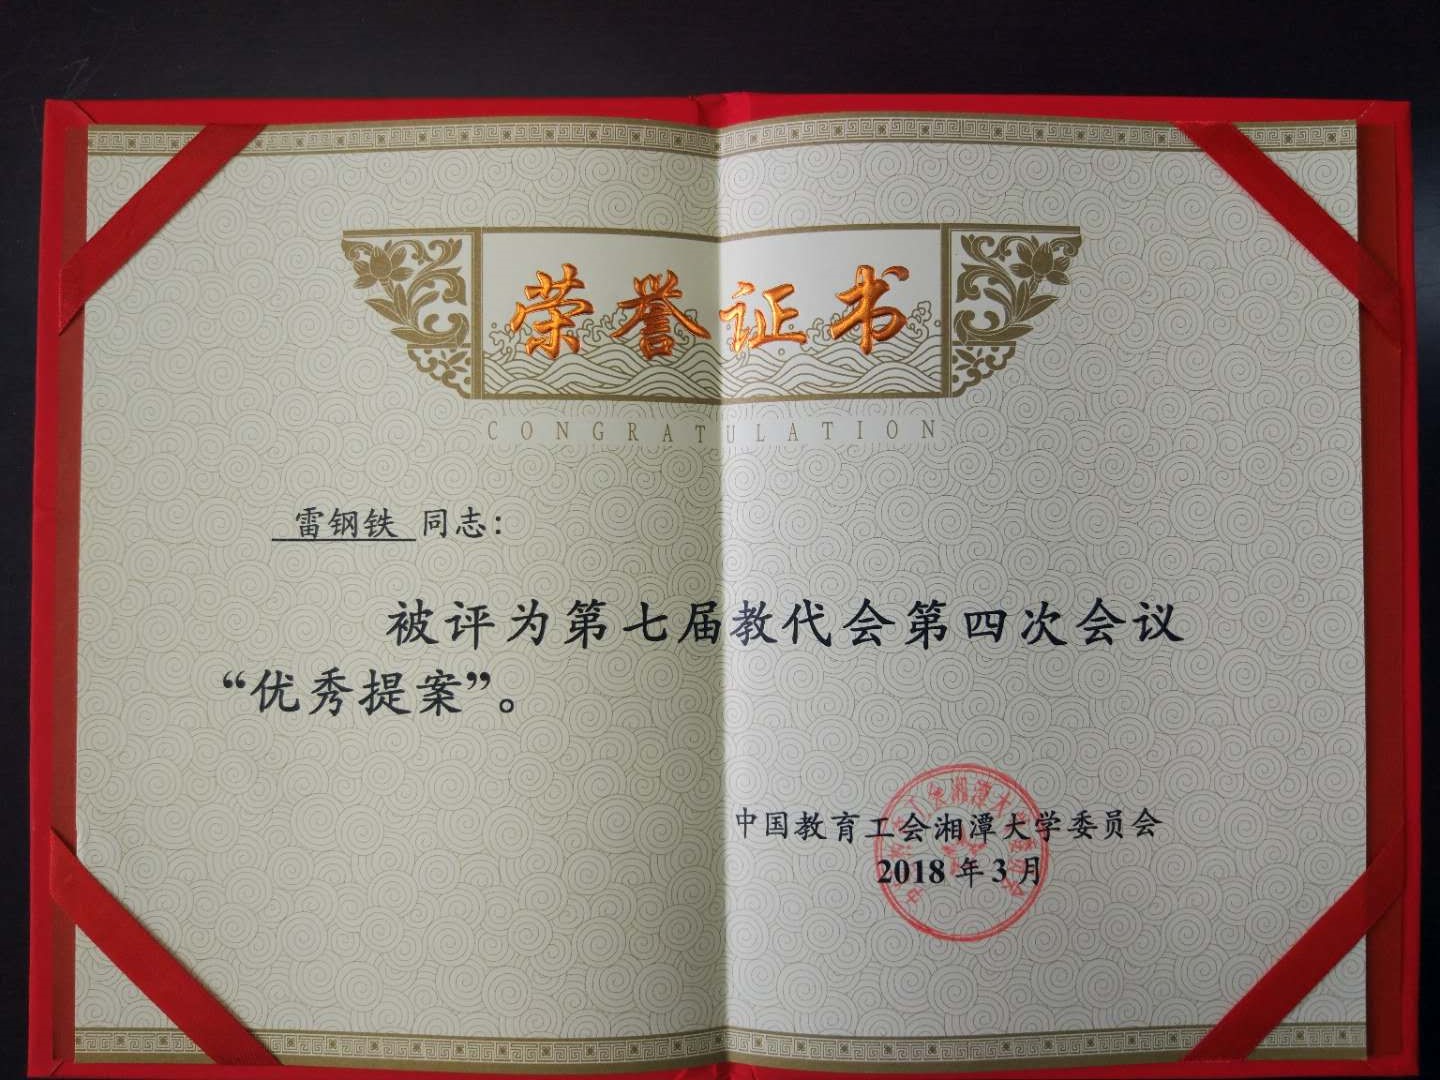 荣誉证书
CONGRATULATION
雷钢铁 同志：
被评为第七届教代会第四次会议
“优秀提案”。
中国教育工会湘潭大学委员会
2018年3月